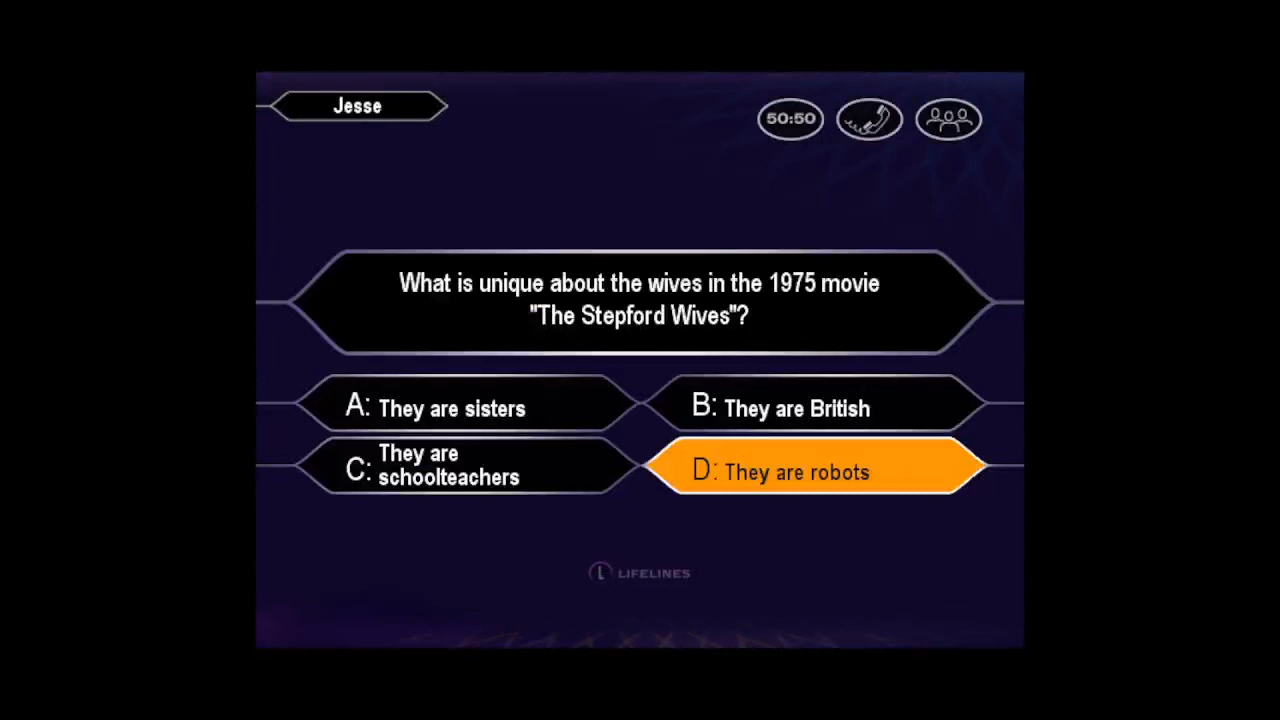 Jesse
50:50
What is unique about the wives in the 1975 movie
"The Stepford Wives"?
A: They are sisters
B: They are British
C: They are
schoolteachers
D: They are robots
L LIFELINES